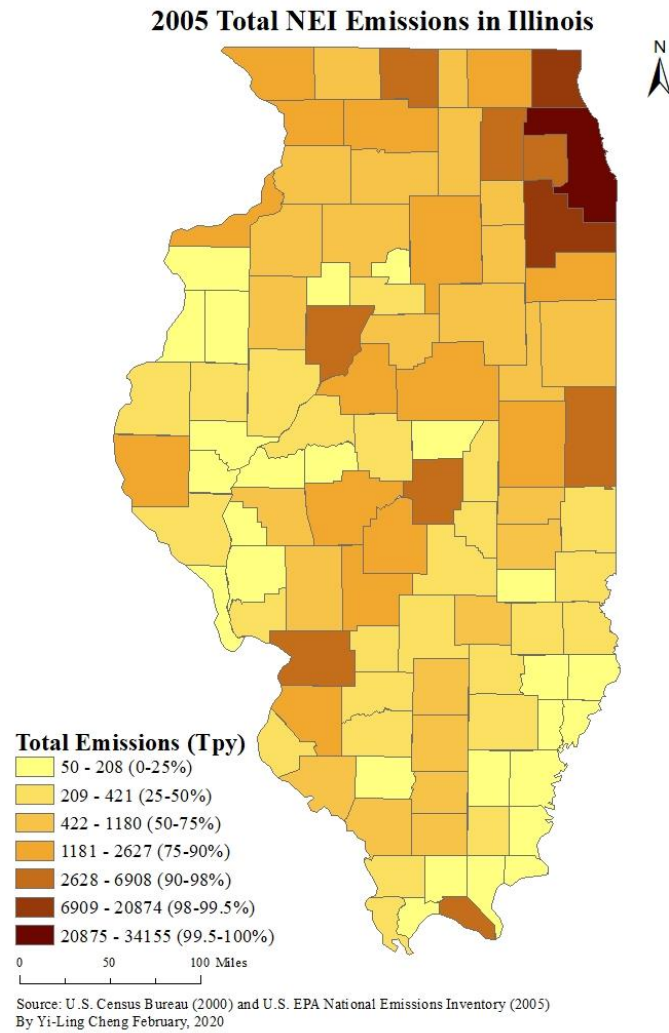 2005 Total NEI Emissions in Illinois
N
Total Emissions (Tpy)
50 - 208 (0-25%)
209 - 421 (25-50%)
422 - 1180 (50-75%)
1181 - 2627 (75-90%)
2628 - 6908 (90-98%)
6909 - 20874 (98-99.5%)
20875 - 34155 (99.5-100%)
0 50 100 Miles
Source: U.S. Census Bureau (2000) and U.S. EPA National Emissions Inventory (2005)
By Yi-Ling Cheng February, 2020